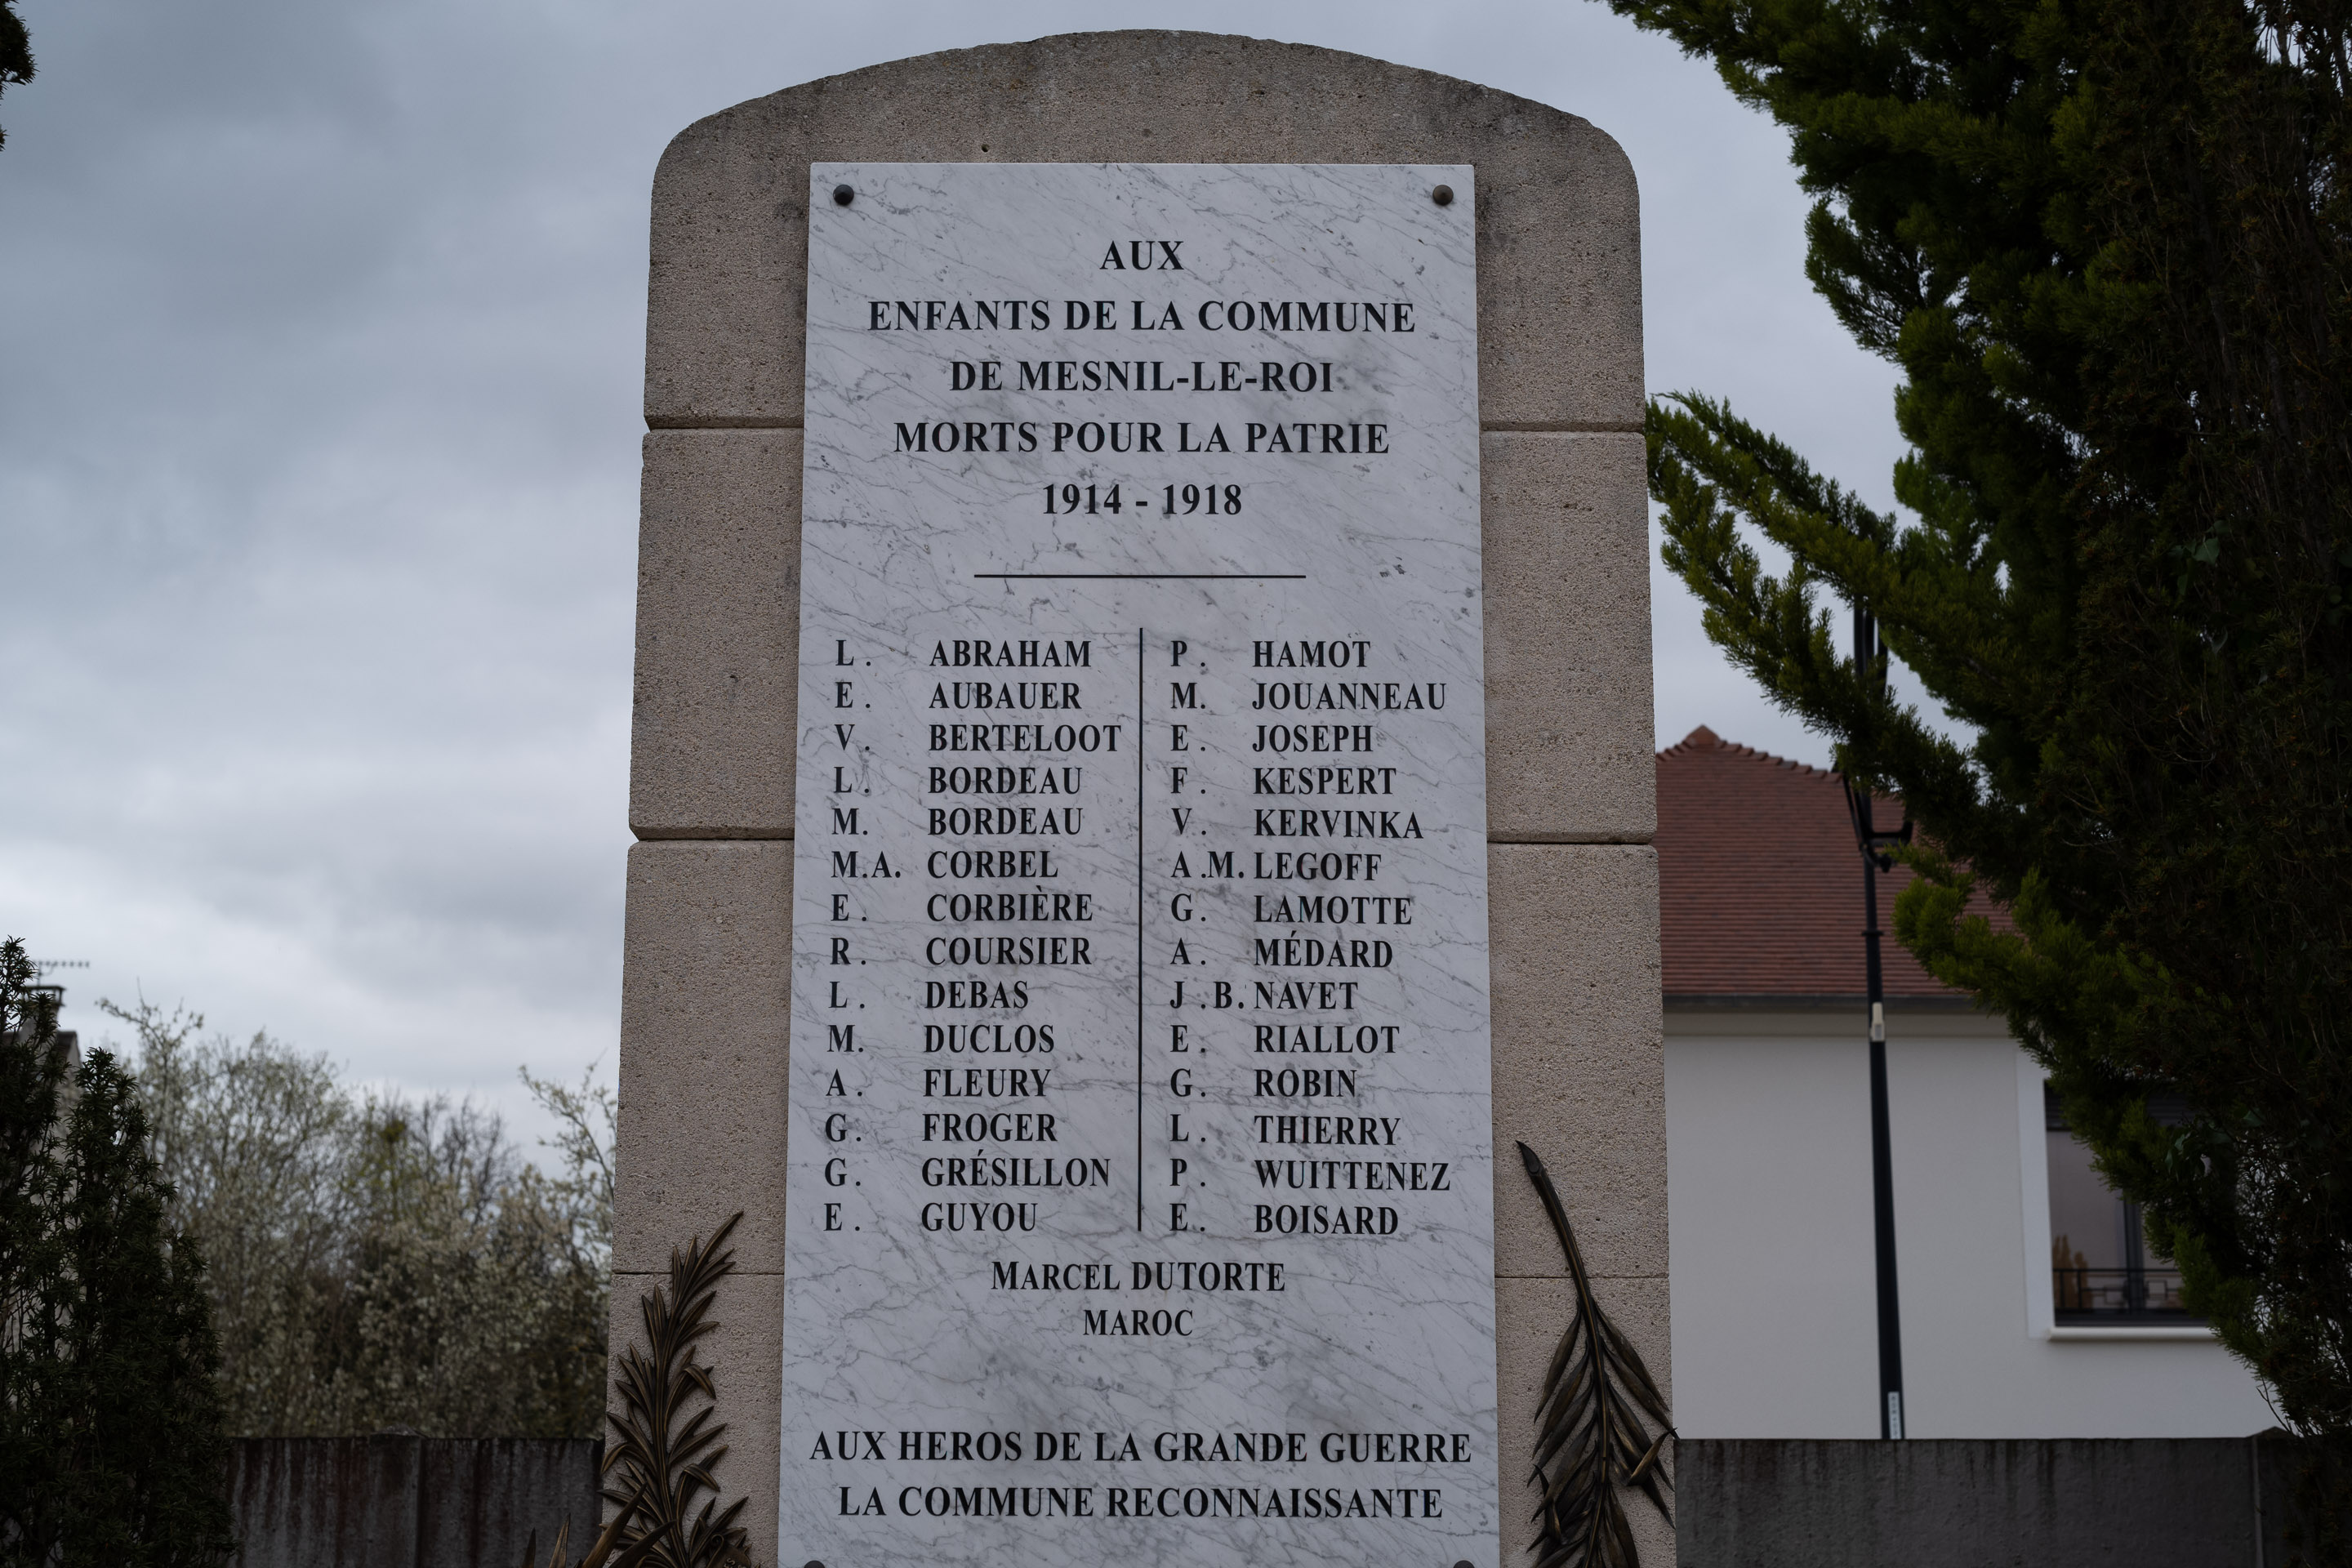 AUX
ENFANTS DE LA COMMUNE
DE MESNIL-LE-ROI
MORTS POUR LA PATRIE
1914 - 1918
L. ABRAHAM
E. AUBAUER
V. BERTELOOT
L. BORDEAU
M. BORDEAU
M.A. CORBEL
E. CORBIÈRE
R. COURSIER
L. DEBAS
M. DUCLOS
A. FLEURY
G. FROGER
G. GRÉSILLON
E. GUYOU
P. HAMOT
M. JOUANNEAU
E. JOSEPH
F. KESPERT
V. KERVINKA
A.M. LEGOFF
G. LAMOTTE
A. MÉDARD
J.B. NAVET
E. RIALLOT
G. ROBIN
L. THIERRY
P. WUITTENEZ
E. BOISARD
MARCEL DUTORTE
MAROC
AUX HEROS DE LA GRANDE GUERRE
LA COMMUNE RECONNAISSANTE